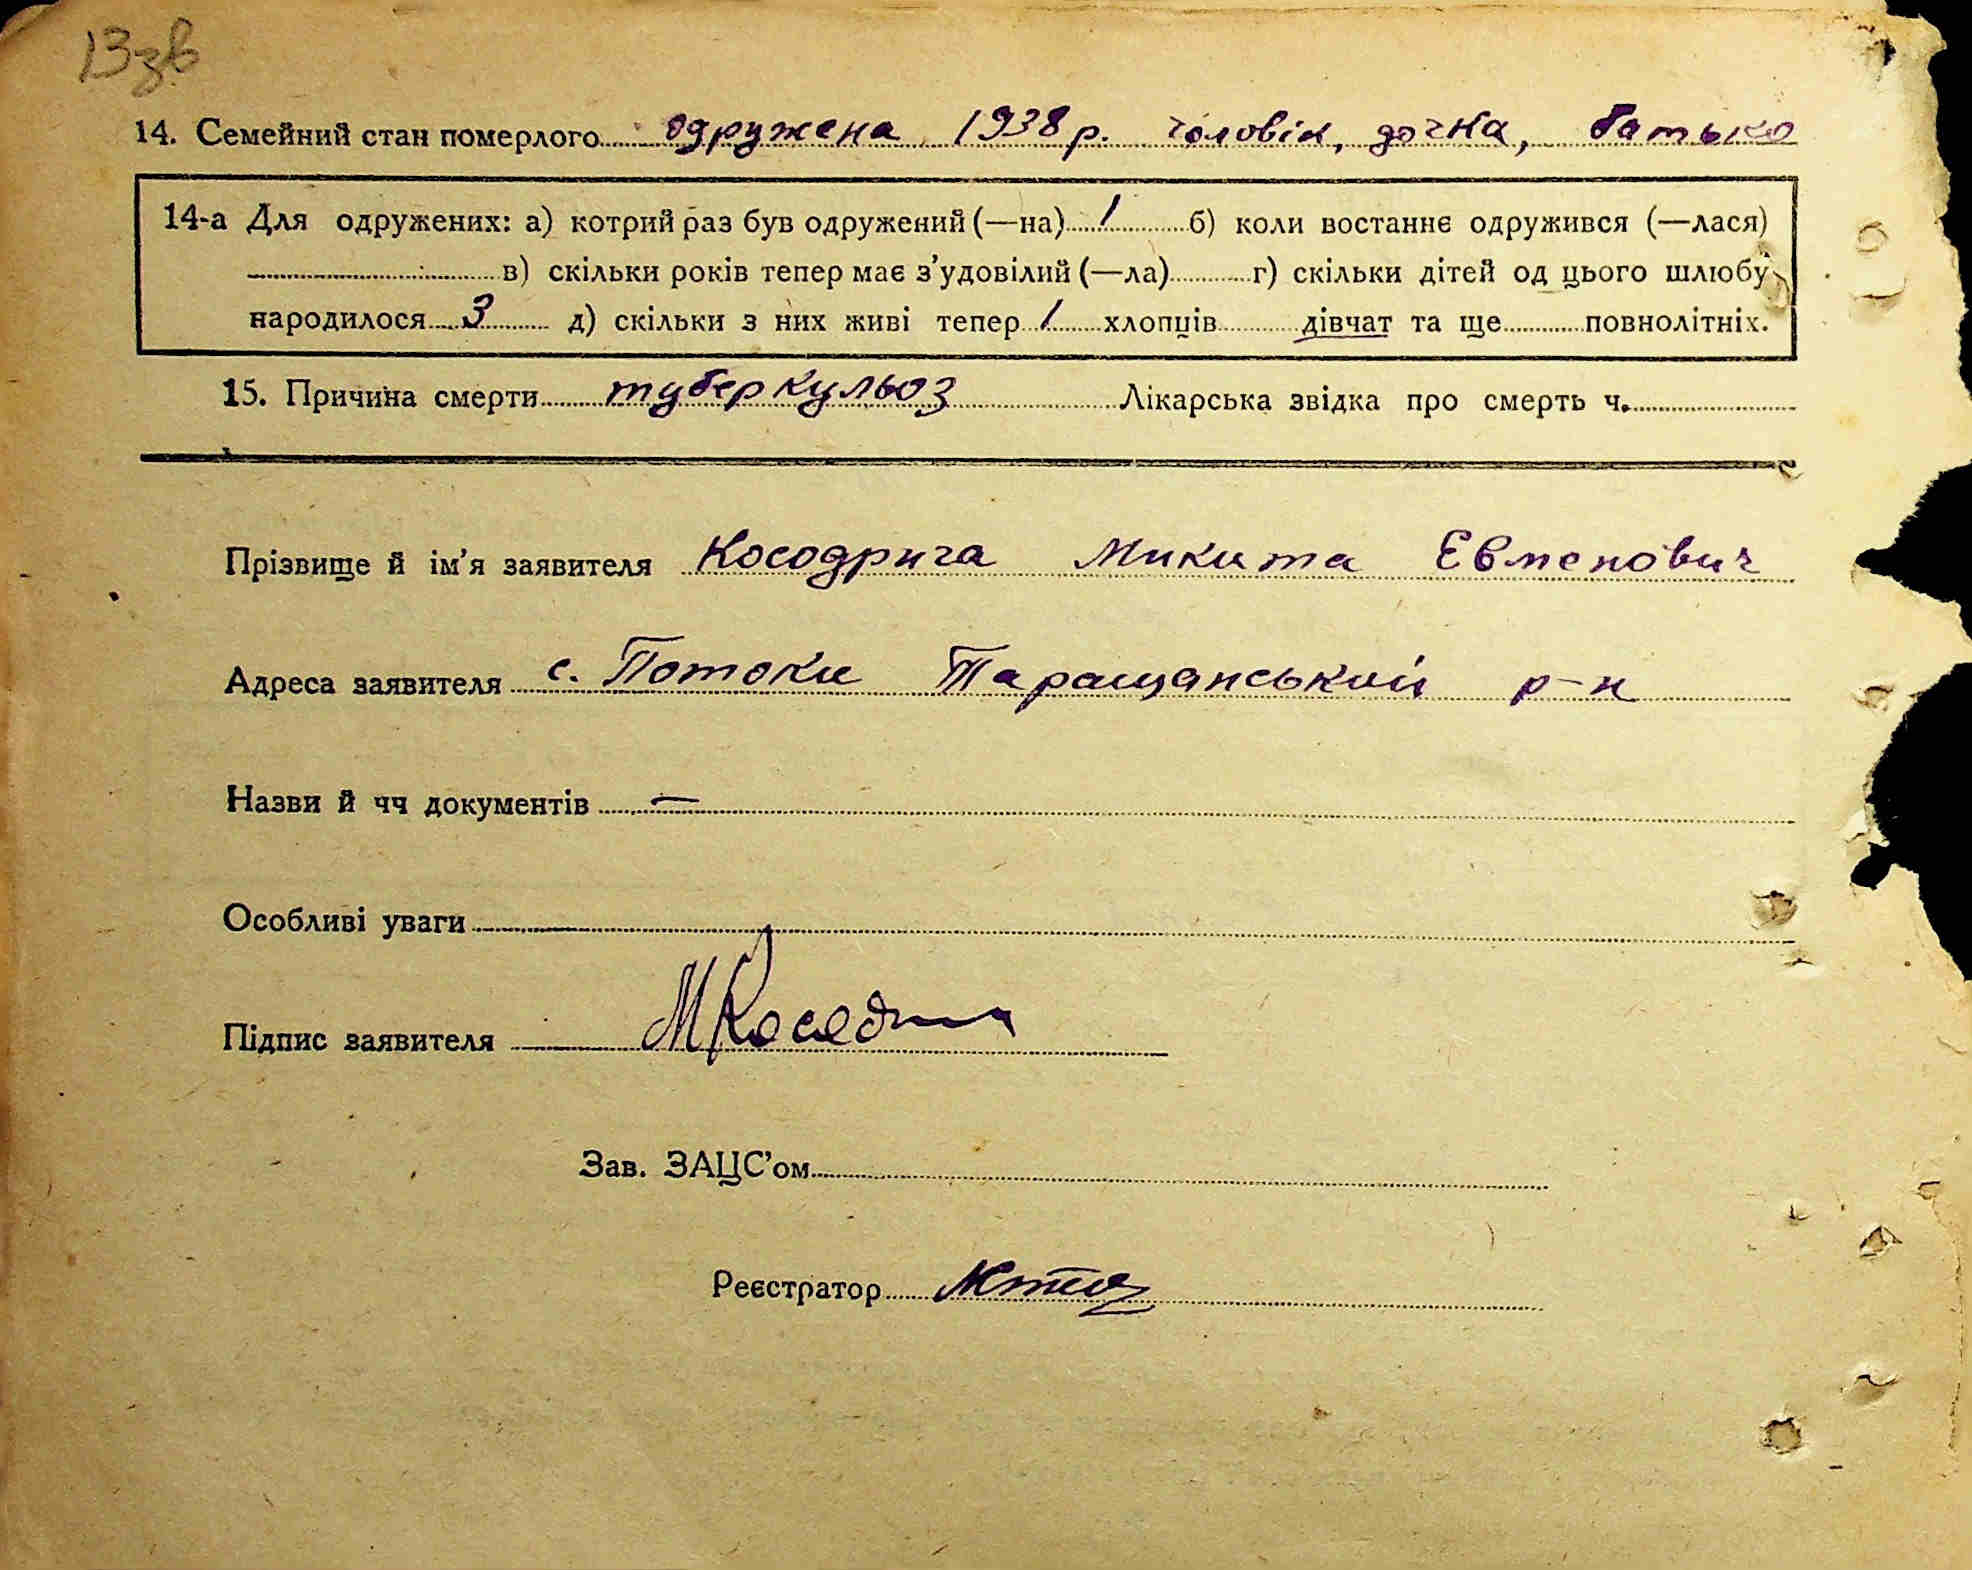 13зв
14. Семейний стан померлого одружена 1938 р. чоловік, дочка, батько
14-а Для одружених: а) котрий раз був одружений (—на) 1 б) коли востаннє одружився (—лася)
в) скільки років тепер має з’удовілий (—ла) г) скільки дітей од цього шлюбу
народилося 3 д) скільки з них живі тепер 1 хлопців дівчат та ще повнолітніх.
15. Причина смерти туберкульоз Лікарська звідка про смерть ч.
Прізвище й ім’я заявителя Косодрига Микита Євменович
Адреса заявителя с. Потоки Таращанський р-н
Назви й чч документів —
Особливі уваги
Підпис заявителя
Зав. ЗАЦС’ом
Реєстратор